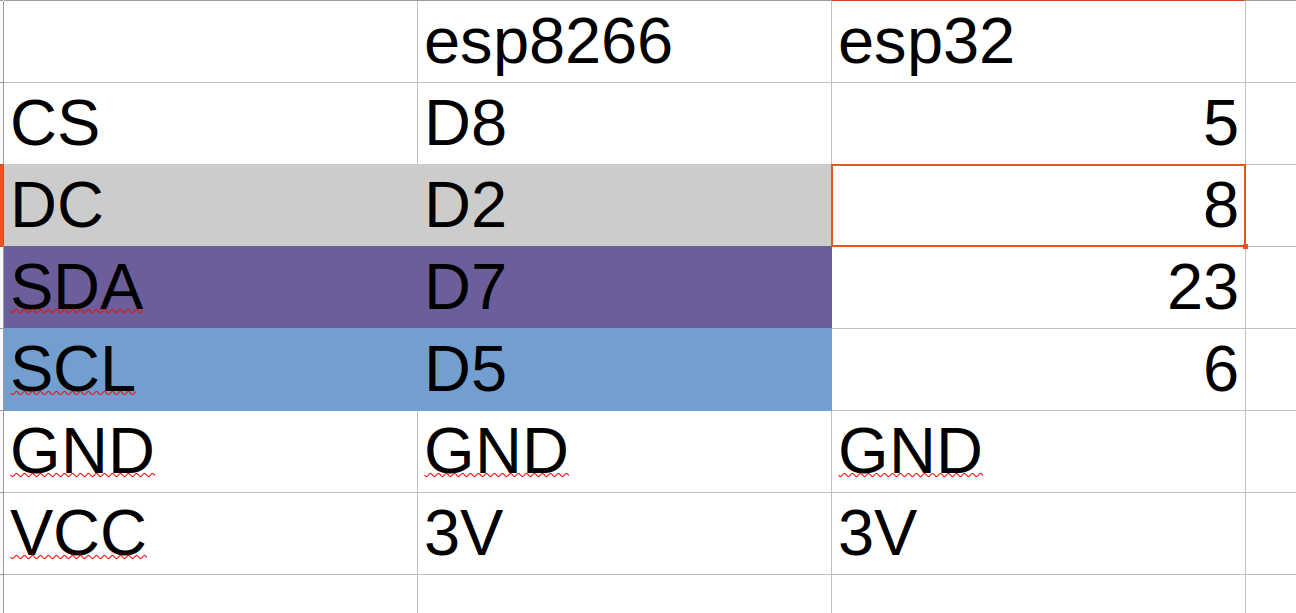 esp8266 esp32
CS D8 5
DC D2 8
SDA D7 23
SCL D5 6
GND GND GND
VCC 3V 3V